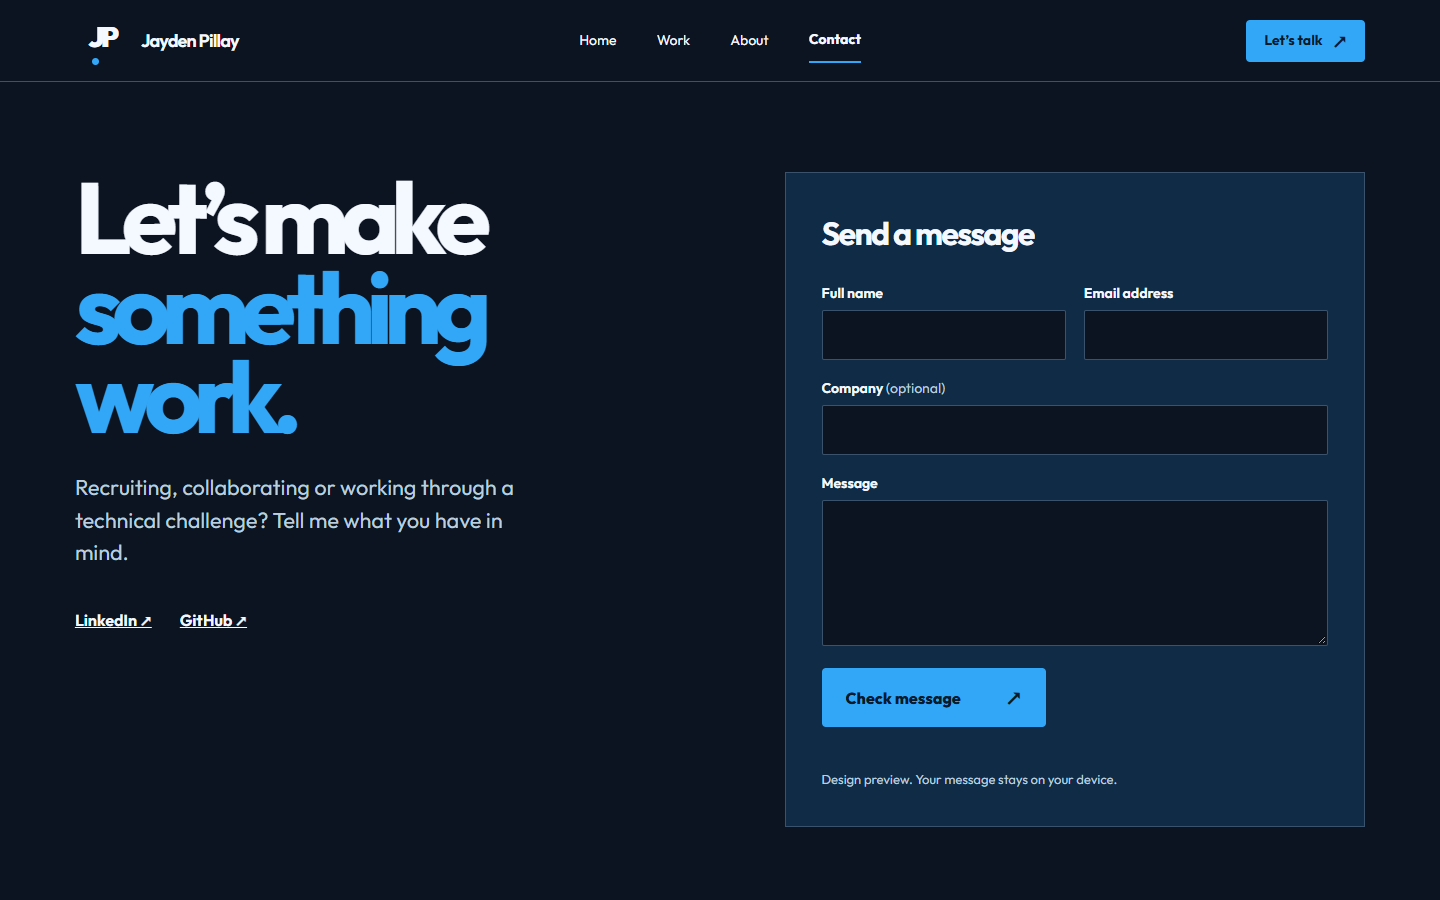 JP
Jayden Pillay
Home
Work
About
Contact
Let's talk ↗
Let's make
something
work.
Recruiting, collaborating or working through a
technical challenge? Tell me what you have in
mind.
LinkedIn ↗
GitHub ↗
Send a message
Full name
Email address
Company (optional)
Message
Check message ↗
Design preview. Your message stays on your device.